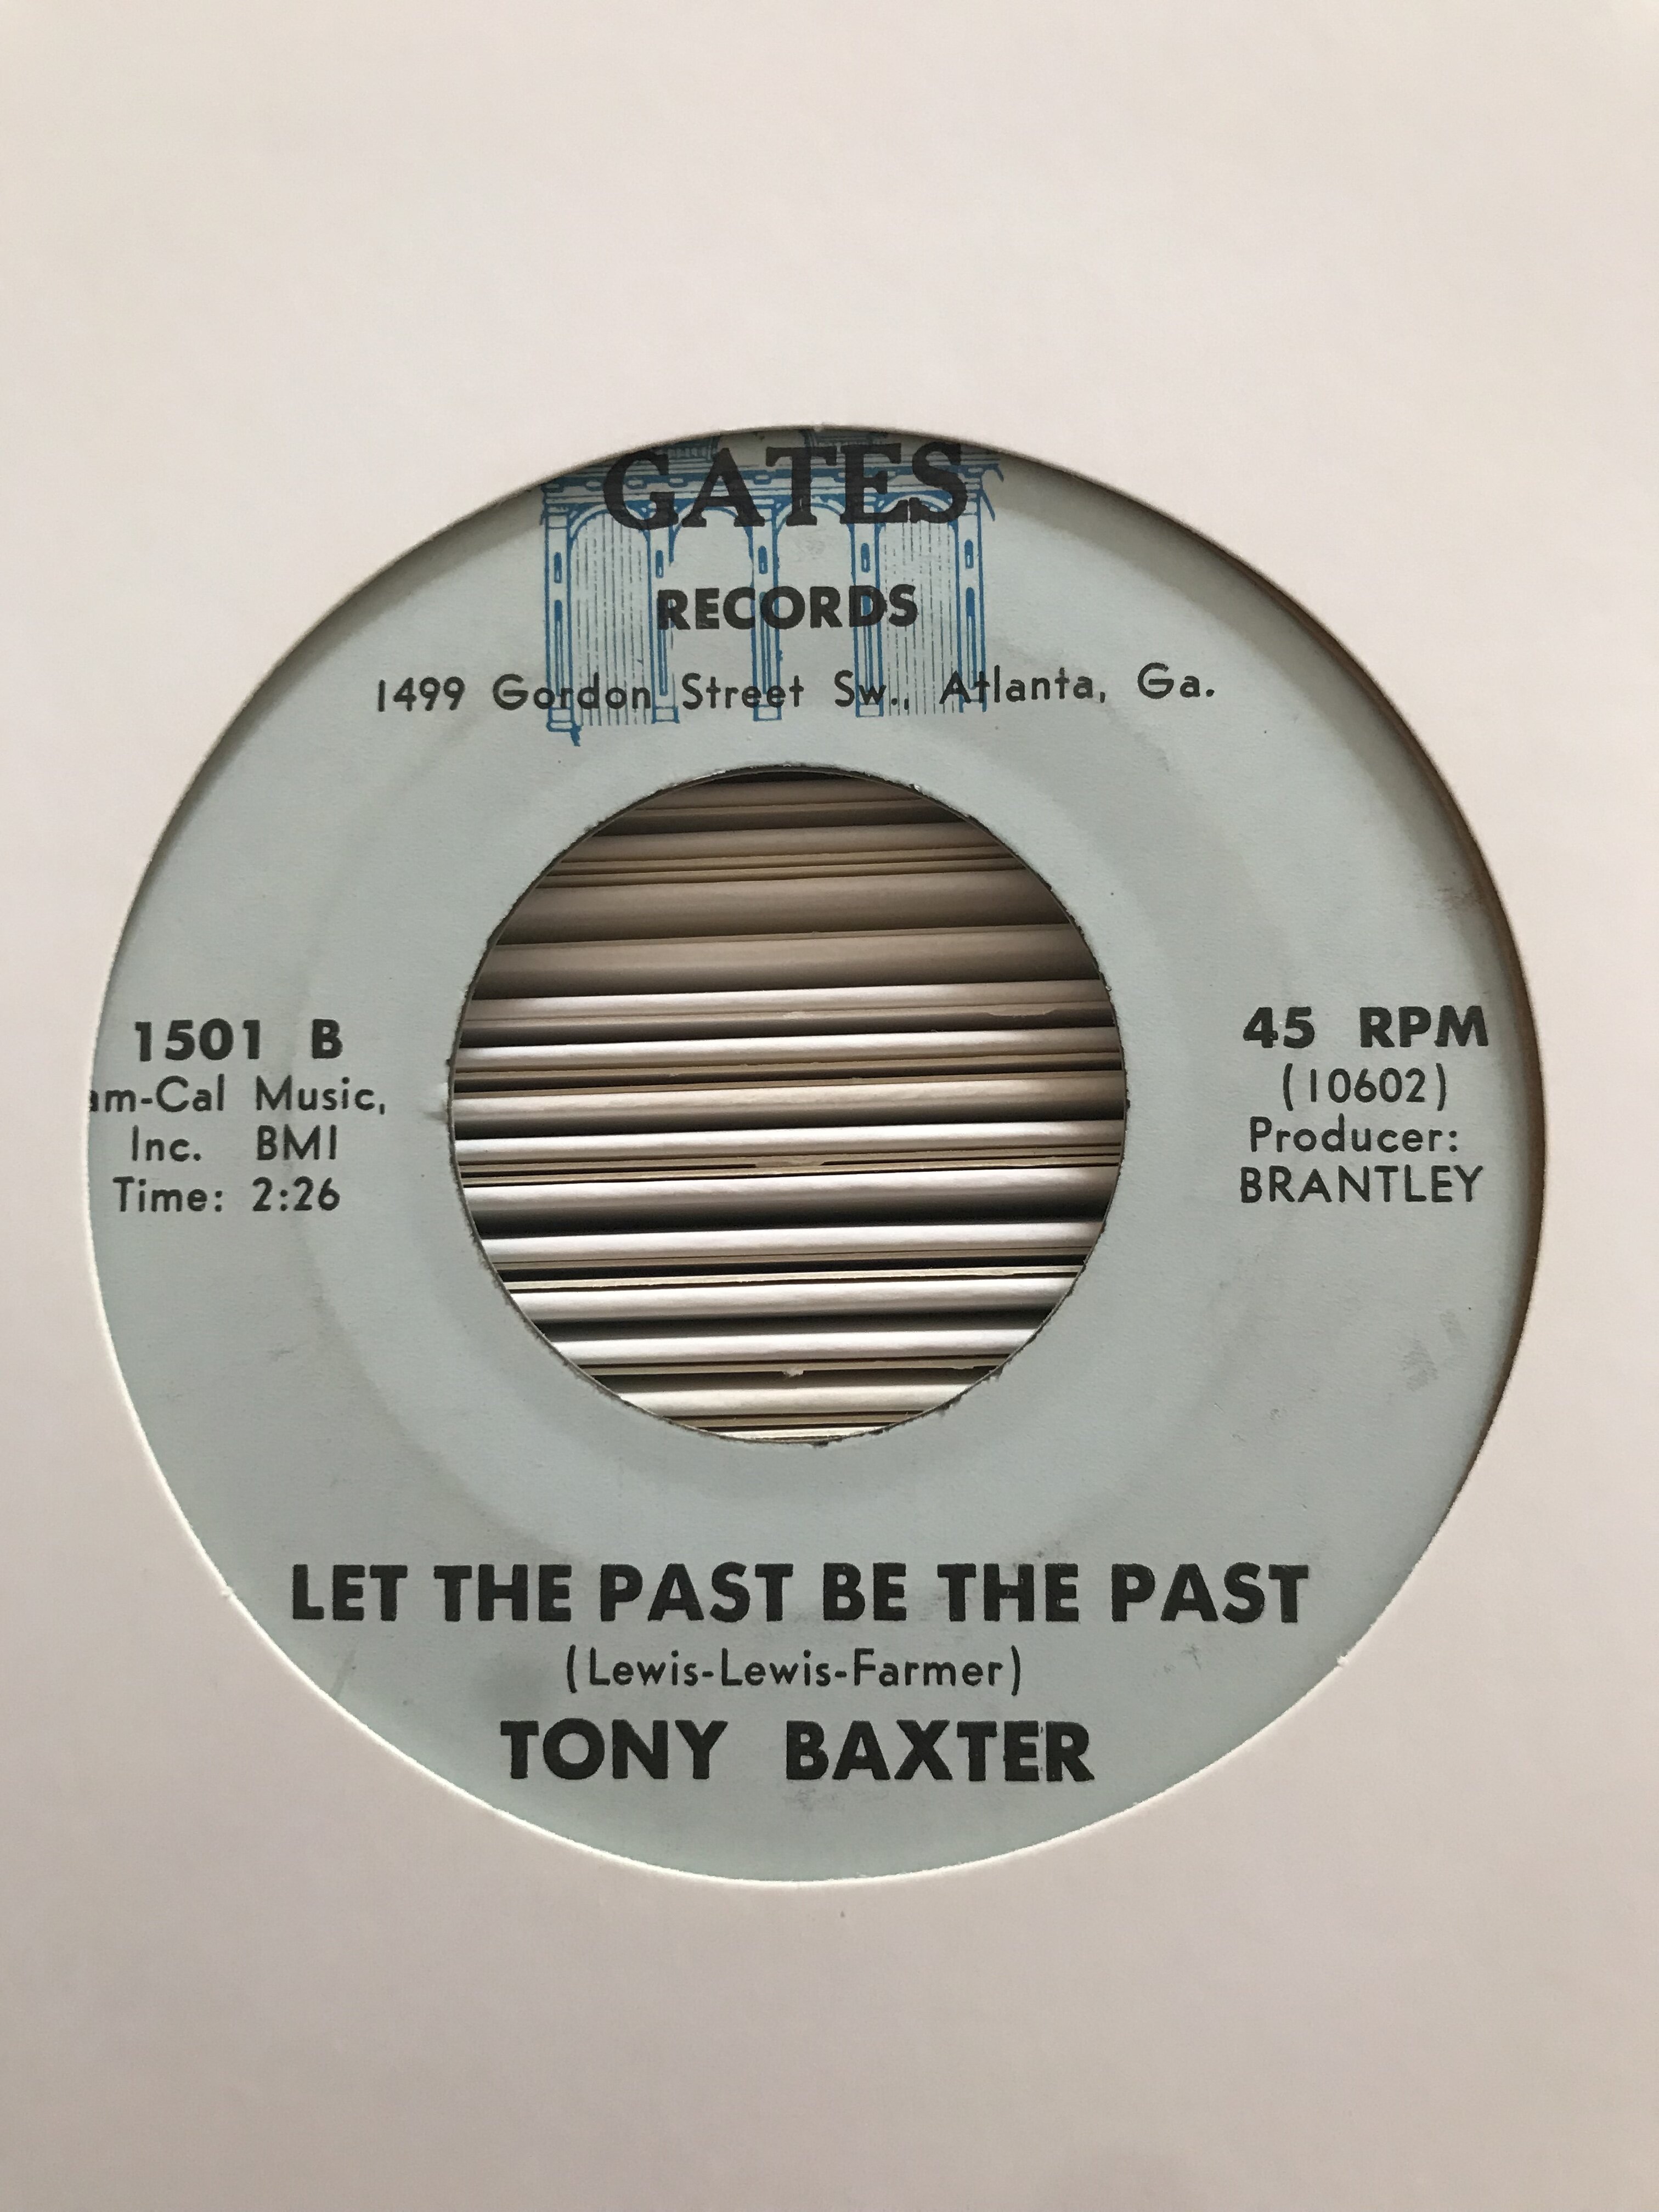 GATES
RECORDS
1499 Gordon Street Sw., Atlanta, Ga.
1501 B
am-Cal Music,
Inc. BMI
Time: 2:26
45 RPM
(10602)
Producer:
BRANTLEY
LET THE PAST BE THE PAST
(Lewis-Lewis-Farmer)
TONY BAXTER